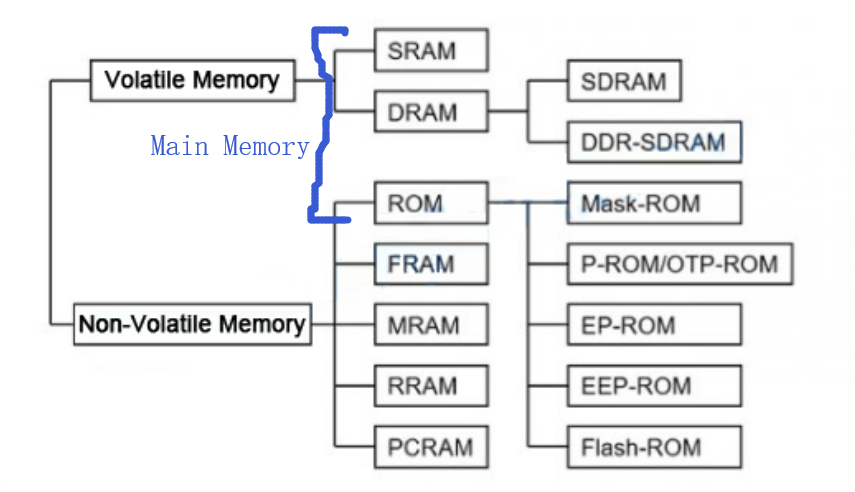 SRAM
Volatile Memory
SDRAM
DRAM
DDR-SDRAM
Main Memory
ROM
Mask-ROM
FRAM
P-ROM/OTP-ROM
Non-Volatile Memory
MRAM
EP-ROM
RRAM
EEP-ROM
PCRAM
Flash-ROM